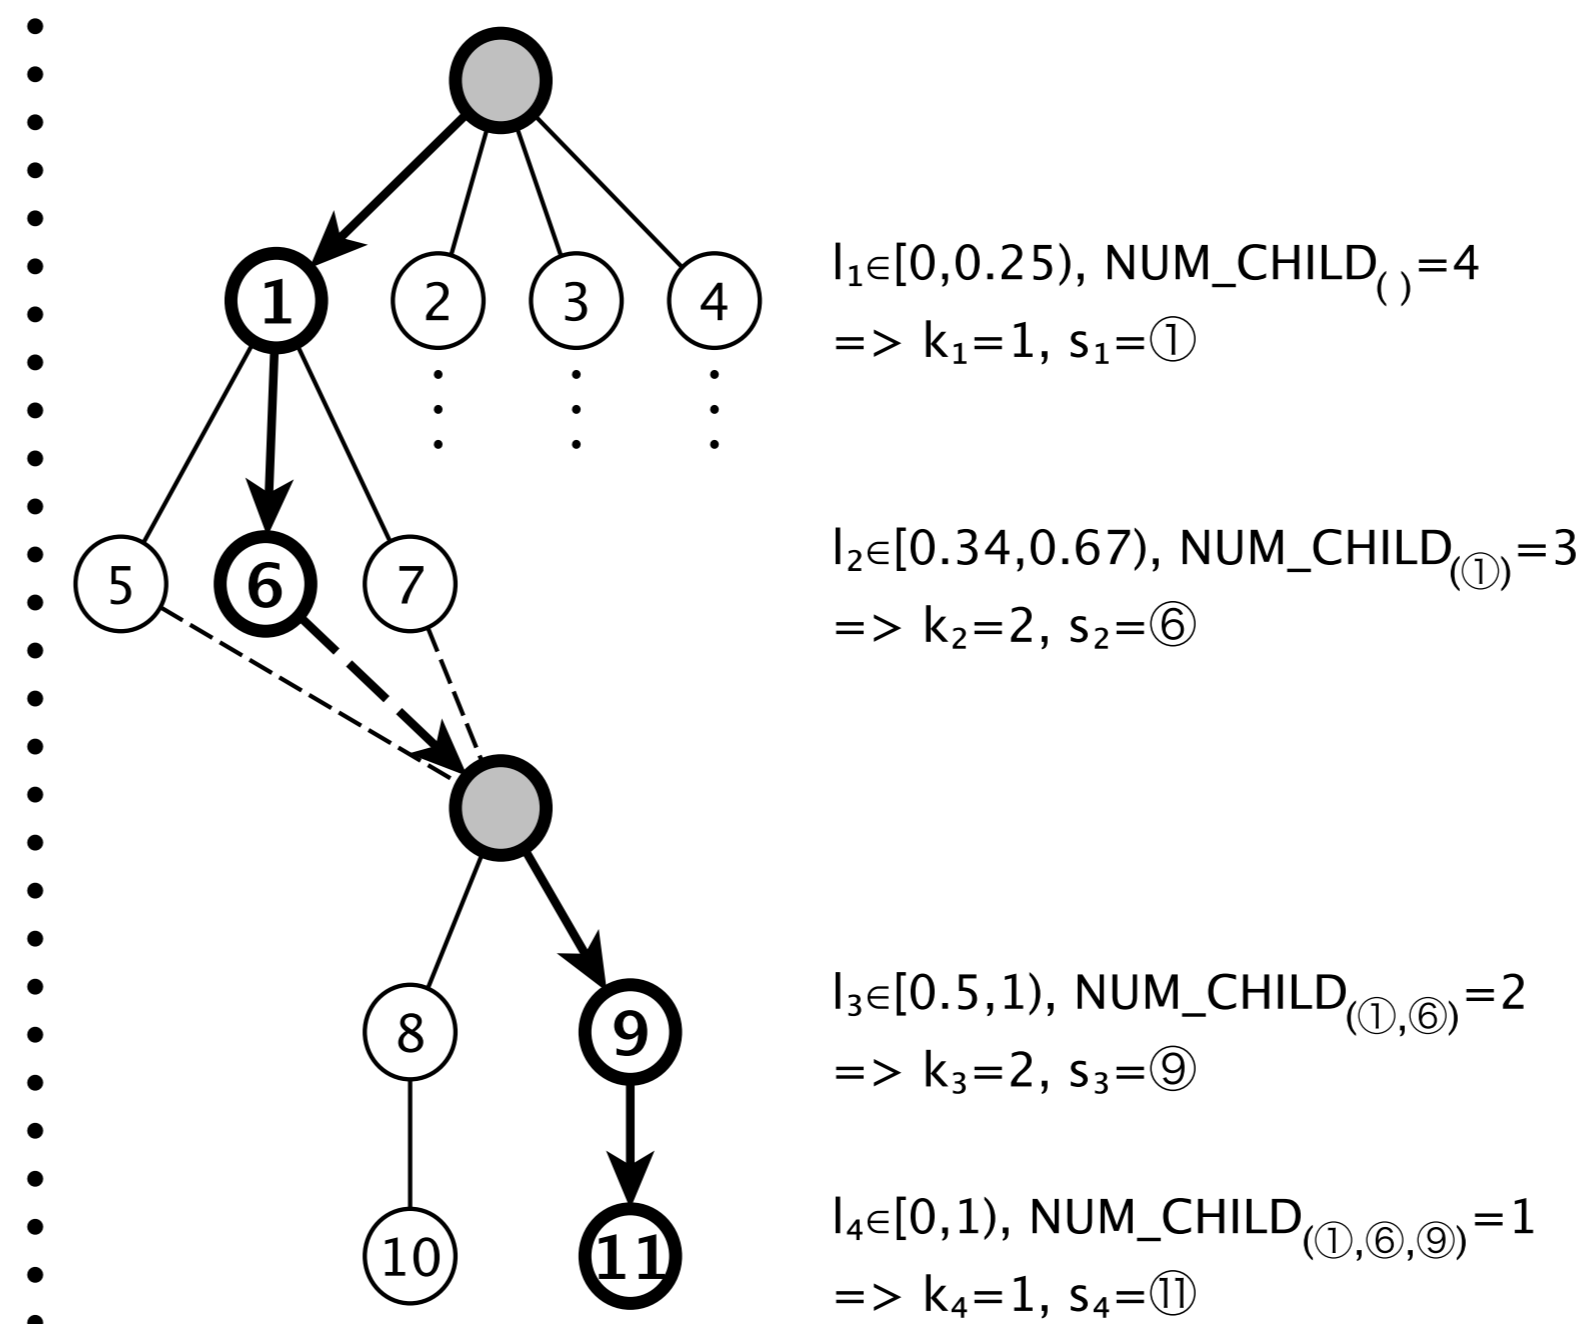 1
2
3
4
l₁∈[0,0.25), NUM_CHILD₍ ₎=4
=> k₁=1, s₁=①
5
6
7
l₂∈[0.34,0.67), NUM_CHILD₍①₎=3
=> k₂=2, s₂=⑥
8
9
l₃∈[0.5,1), NUM_CHILD₍①,⑥₎=2
=> k₃=2, s₃=⑨
10
11
l₄∈[0,1), NUM_CHILD₍①,⑥,⑨₎=1
=> k₄=1, s₄=⑪